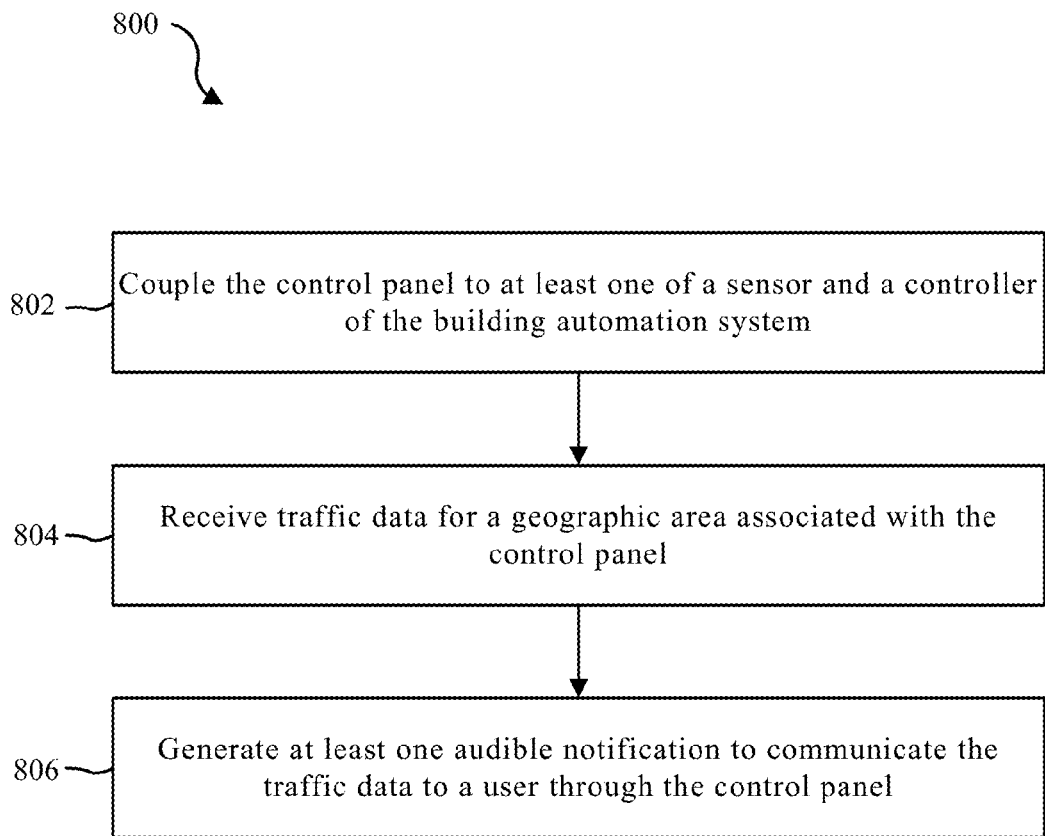 800
802
Couple the control panel to at least one of a sensor and a controller
of the building automation system
804
Receive traffic data for a geographic area associated with the
control panel
806
Generate at least one audible notification to communicate the
traffic data to a user through the control panel